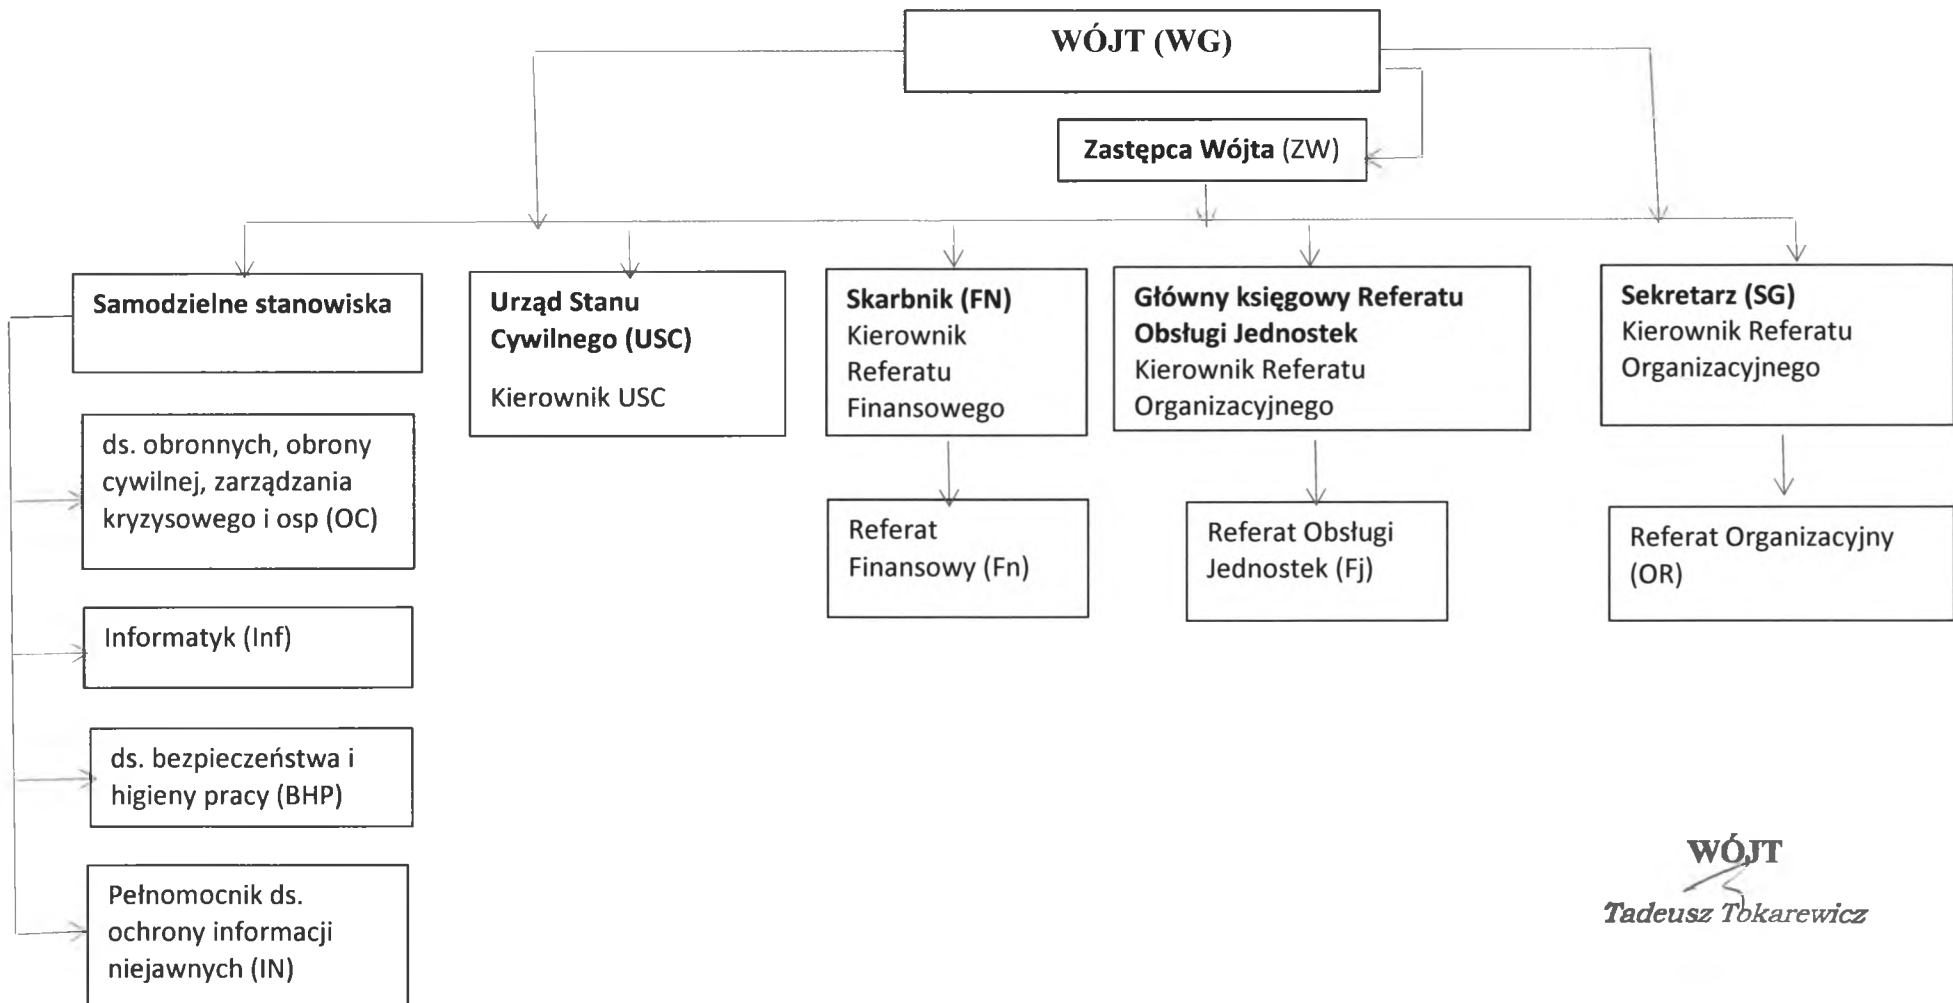 WÓJT (WG)
Zastępca Wójta (ZW)
Samodzielne stanowiska
ds. obronnych, obrony
cywilnej, zarządzania
kryzysowego i osp (OC)
Informatyk (Inf)
ds. bezpieczeństwa i
higieny pracy (BHP)
Pełnomocnik ds.
ochrony informacji
niejawnych (IN)
Urząd Stanu
Cywilnego (USC)
Kierownik USC
Skarbnik (FN)
Kierownik
Referatu
Finansowego
Referat
Finansowy (Fn)
Główny księgowy Referatu
Obsługi Jednostek
Kierownik Referatu
Organizacyjnego
Referat Obsługi
Jednostek (Fj)
Sekretarz (SG)
Kierownik Referatu
Organizacyjnego
Referat Organizacyjny
(OR)
WÓJT
Tadeusz Tokarewicz